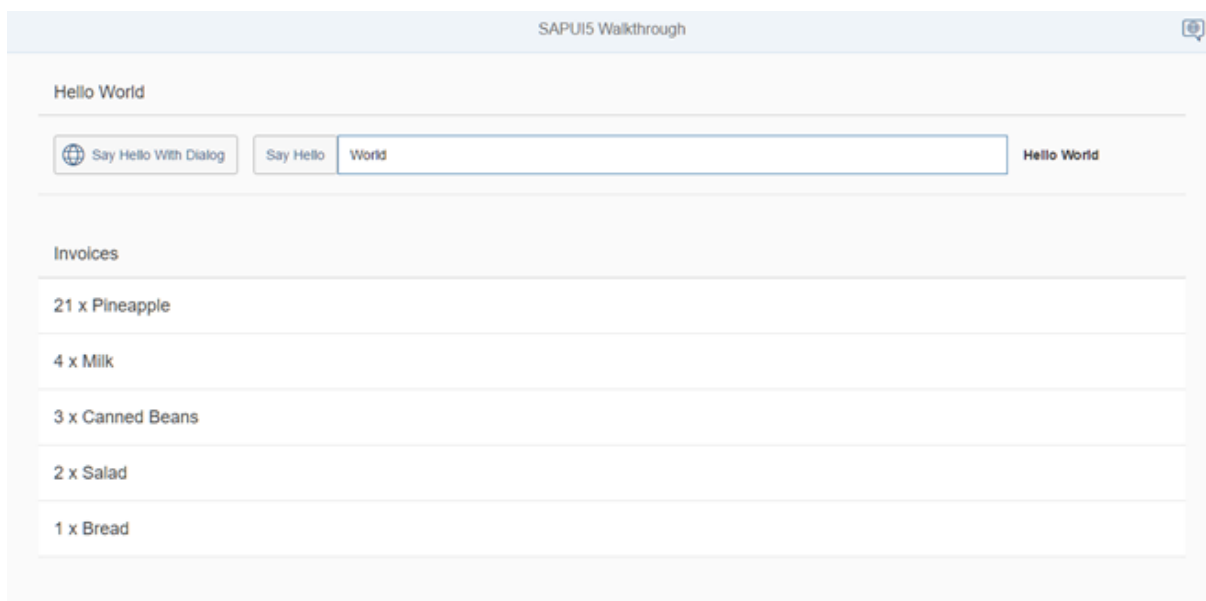 SAPUI5 Walkthrough
Hello World
Say Hello With Dialog Say Hello World Hello World
Invoices
21 x Pineapple
4 x Milk
3 x Canned Beans
2 x Salad
1 x Bread